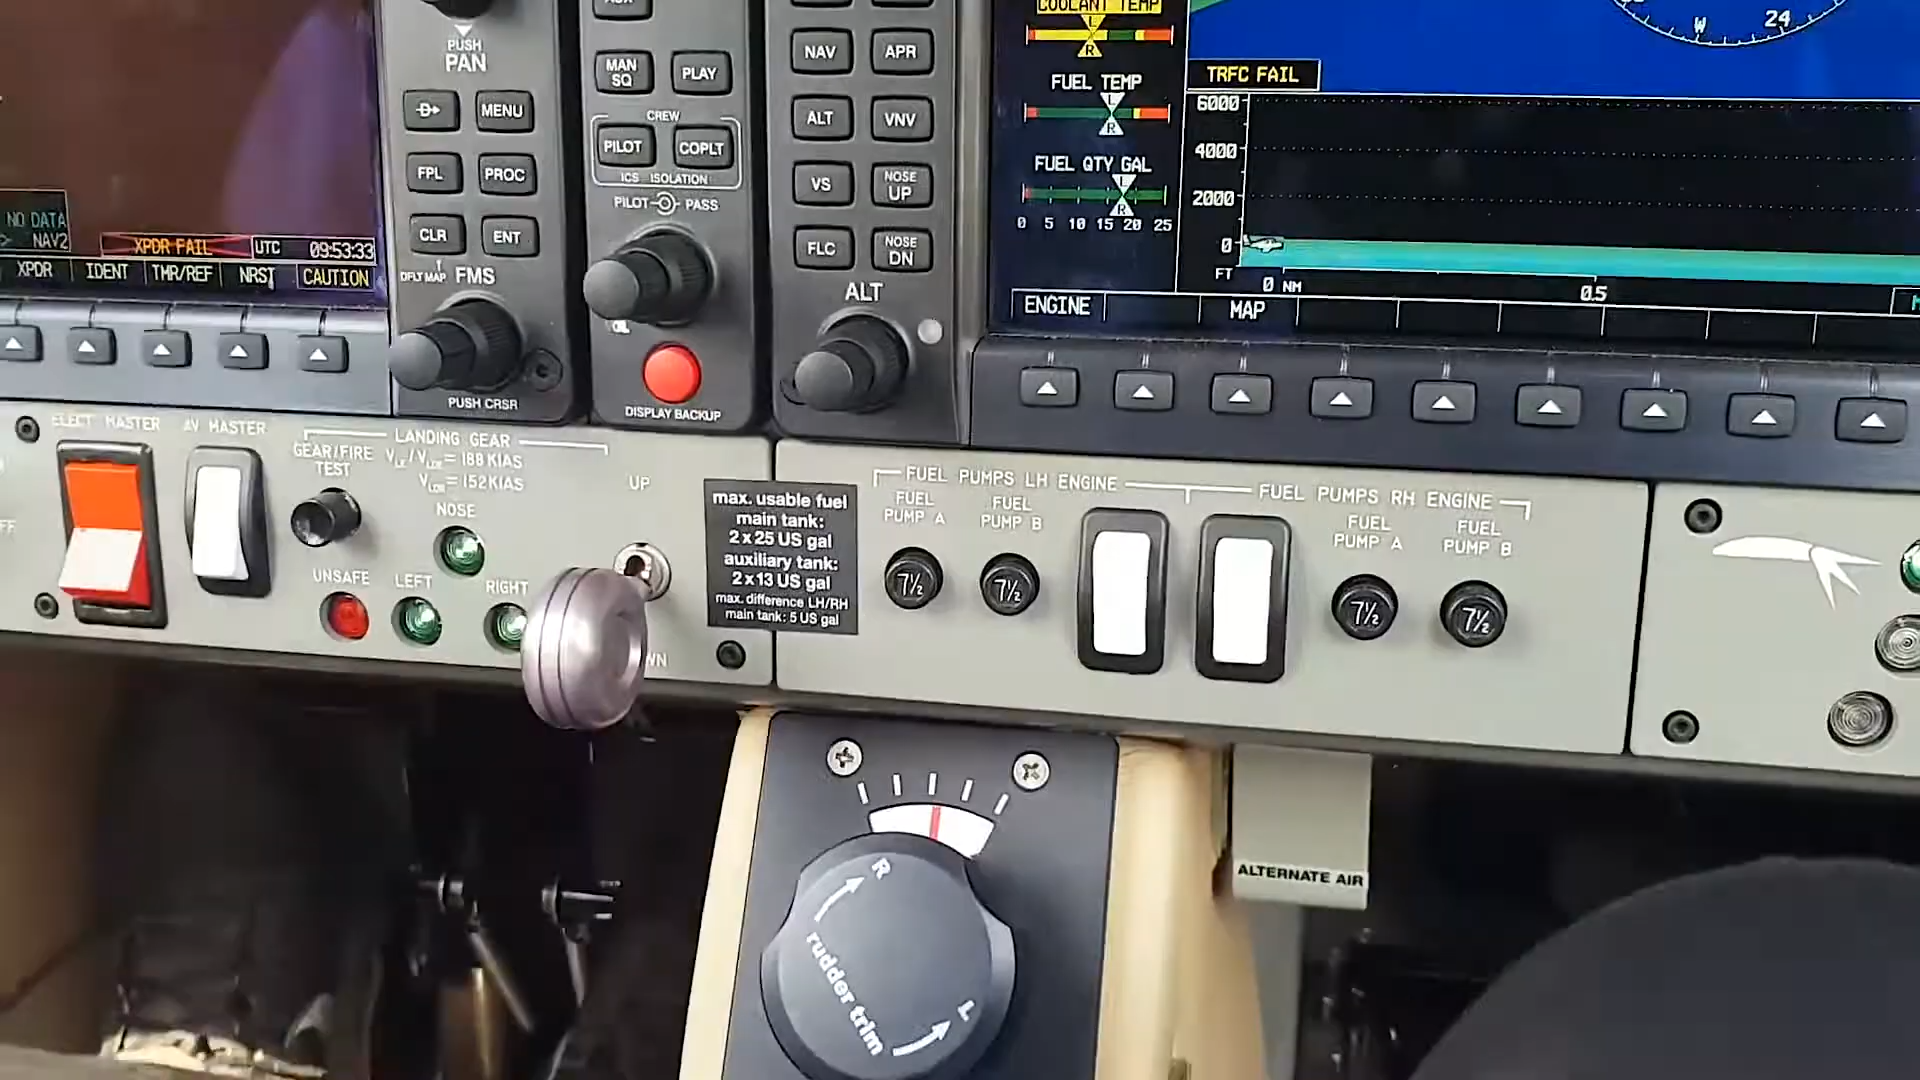 PUSH
PAN
MENU
FPL
PROC
CLR
ENT
DFLT MAP
FMS
PUSH CRSR
MAN
SQ
PLAY
CREW
PILOT
COPLT
ICS ISOLATION
PILOT
PASS
DISPLAY BACKUP
NAV
APR
ALT
VNV
VS
NOSE
UP
FLC
NOSE
DN
ALT
NO DATA
NAV2
XPDR FAIL
UTC
09:53:33
XPDR
IDENT
TMR/REF
NRST
CAUTION
COOLANT TEMP
L
R
FUEL TEMP
L
R
FUEL QTY GAL
L
R
0 5 10 15 20 25
W
24
TRFC FAIL
6000
4000
2000
0
FT
0 NM
0.5
ENGINE
MAP
ELECT MASTER
AV MASTER
GEAR/FIRE
TEST
LANDING GEAR
VLE/VLOE = 188 KIAS
VLOR = 152 KIAS
NOSE
UNSAFE
LEFT
RIGHT
UP
max. usable fuel
main tank:
2 x 25 US gal
auxiliary tank:
2 x 13 US gal
max. difference LH/RH
main tank: 5 US gal
FUEL PUMPS LH ENGINE
FUEL
PUMP A
FUEL
PUMP B
7½
7½
FUEL PUMPS RH ENGINE
FUEL
PUMP A
FUEL
PUMP B
7½
7½
R
rudder trim
L
ALTERNATE AIR